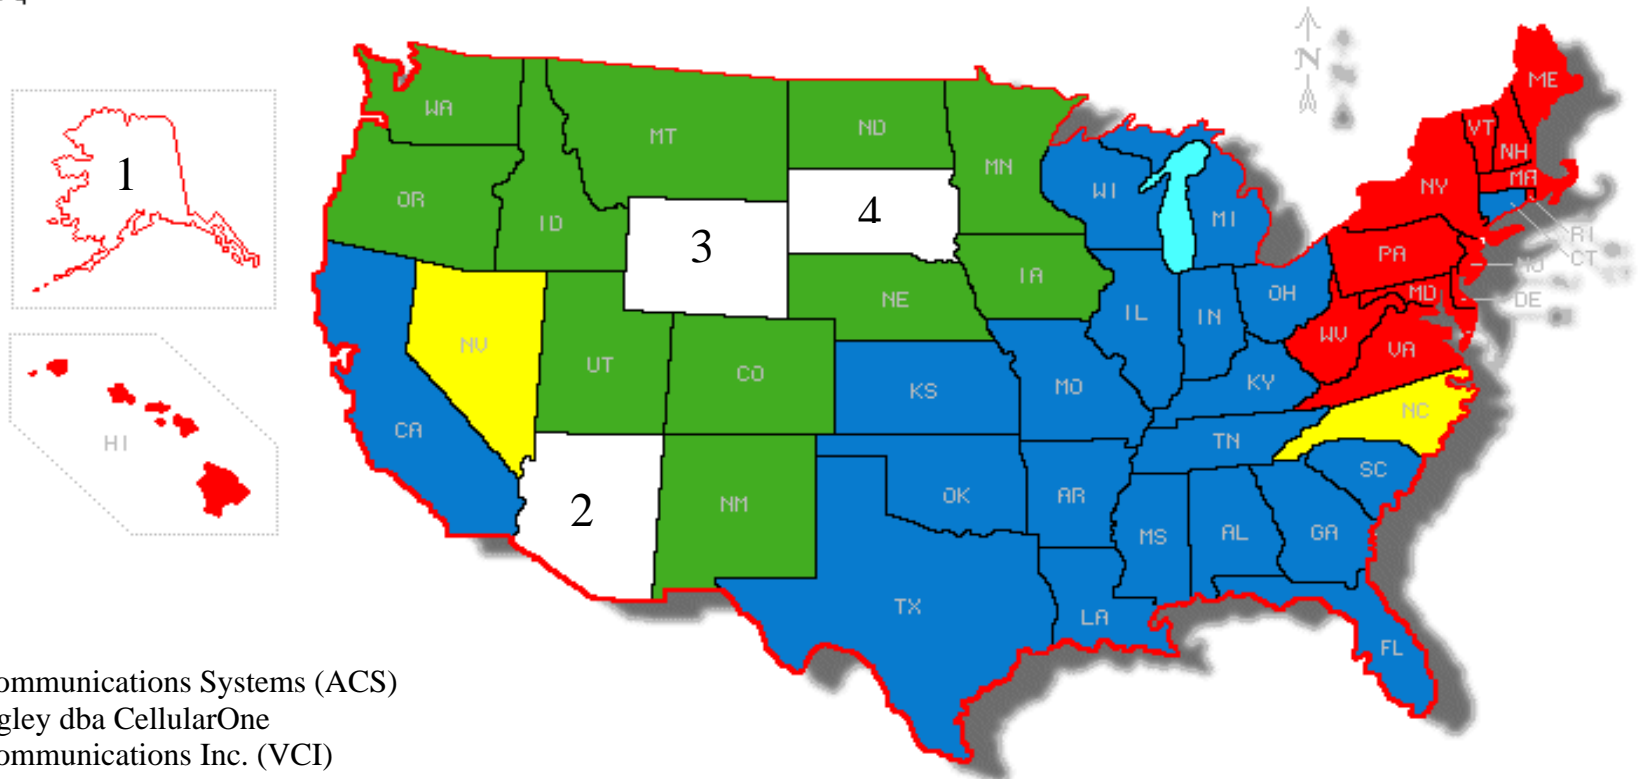 N
ME
WA
MT
ND
VT
MN
NH
1
MA
WI
NY
OR
4
MI
ID
RI
3
PA
CT
NJ
IA
MD
DE
NE
OH
IL
IN
WV
NV
VA
UT
CO
KY
KS
MO
NC
CA
TN
HI
SC
OK
AR
NM
2
MS
AL
GA
TX
LA
FL
ommunications Systems (ACS)
gley dba CellularOne
ommunications Inc. (VCI)